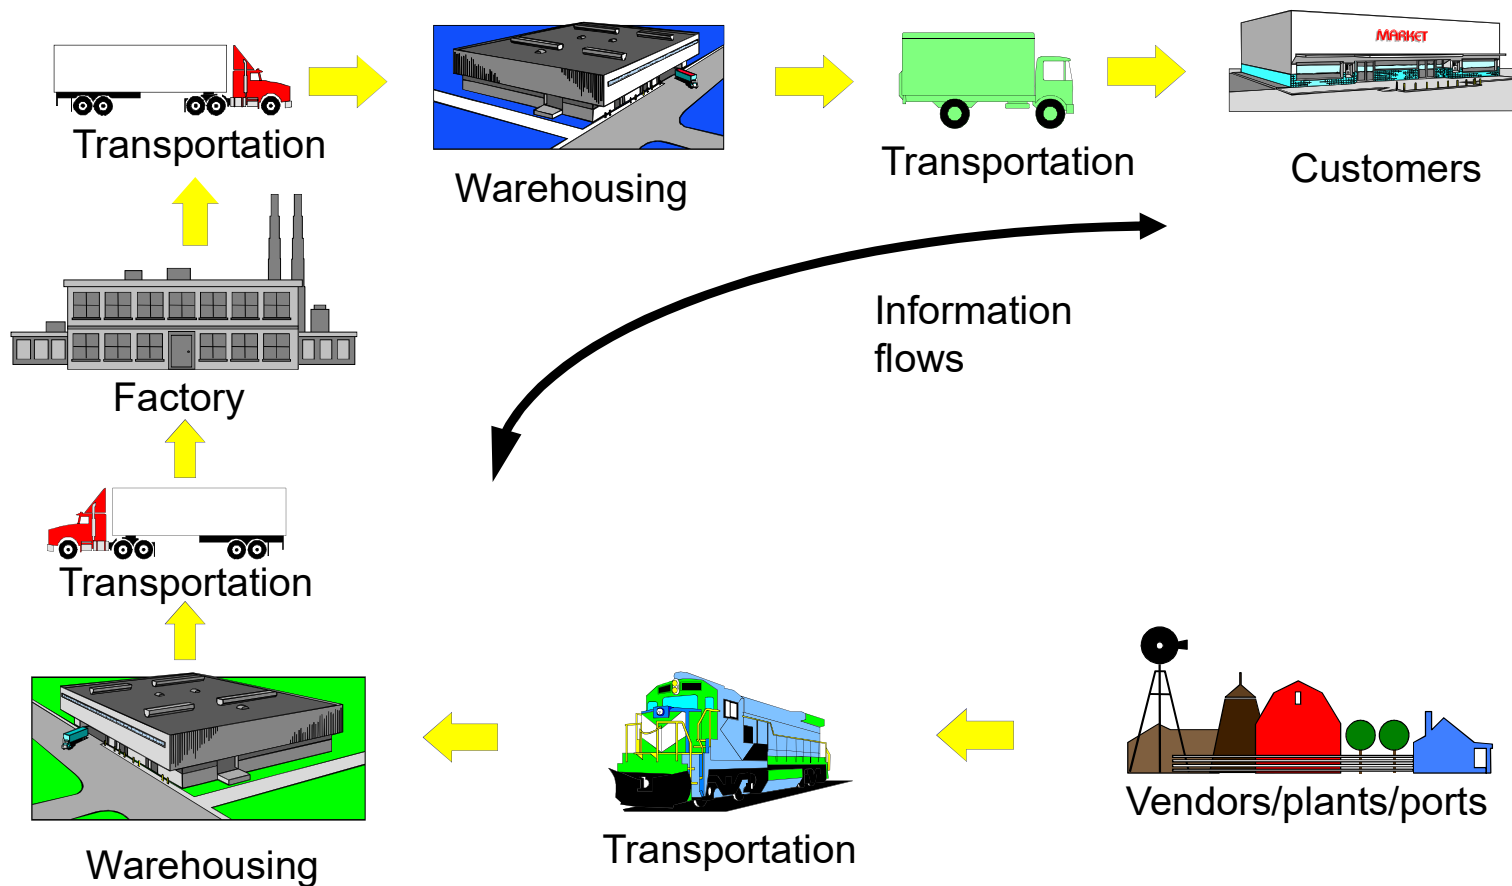 MARKET
Transportation
Warehousing
Transportation
Customers
Information
flows
Factory
Transportation
Vendors/plants/ports
Transportation
Warehousing